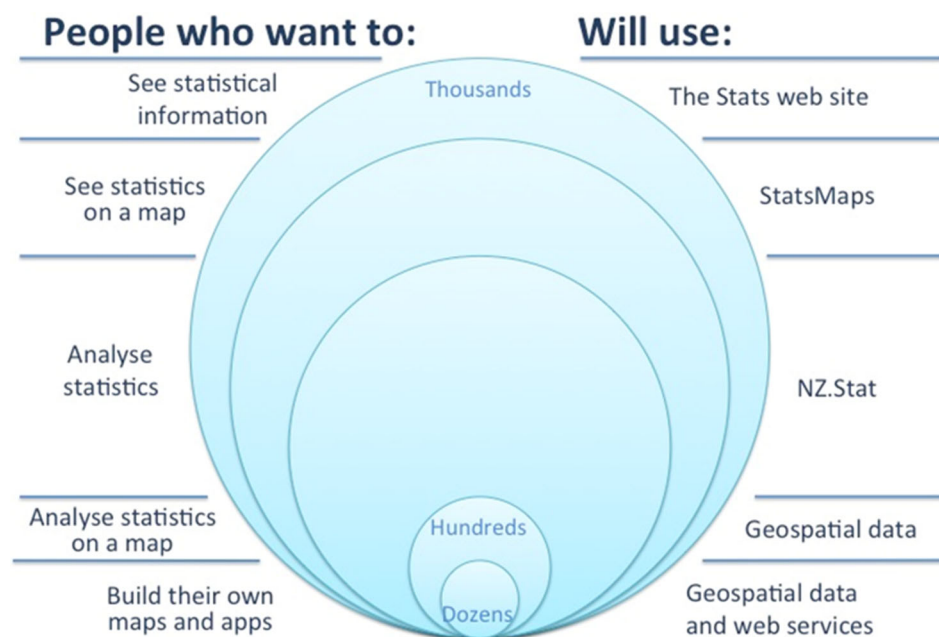 People who want to:
Will use:
See statistical
information
Thousands
The Stats web site
See statistics
on a map
StatsMaps
Analyse
statistics
NZ.Stat
Analyse statistics
on a map
Hundreds
Geospatial data
Build their own
maps and apps
Dozens
Geospatial data
and web services